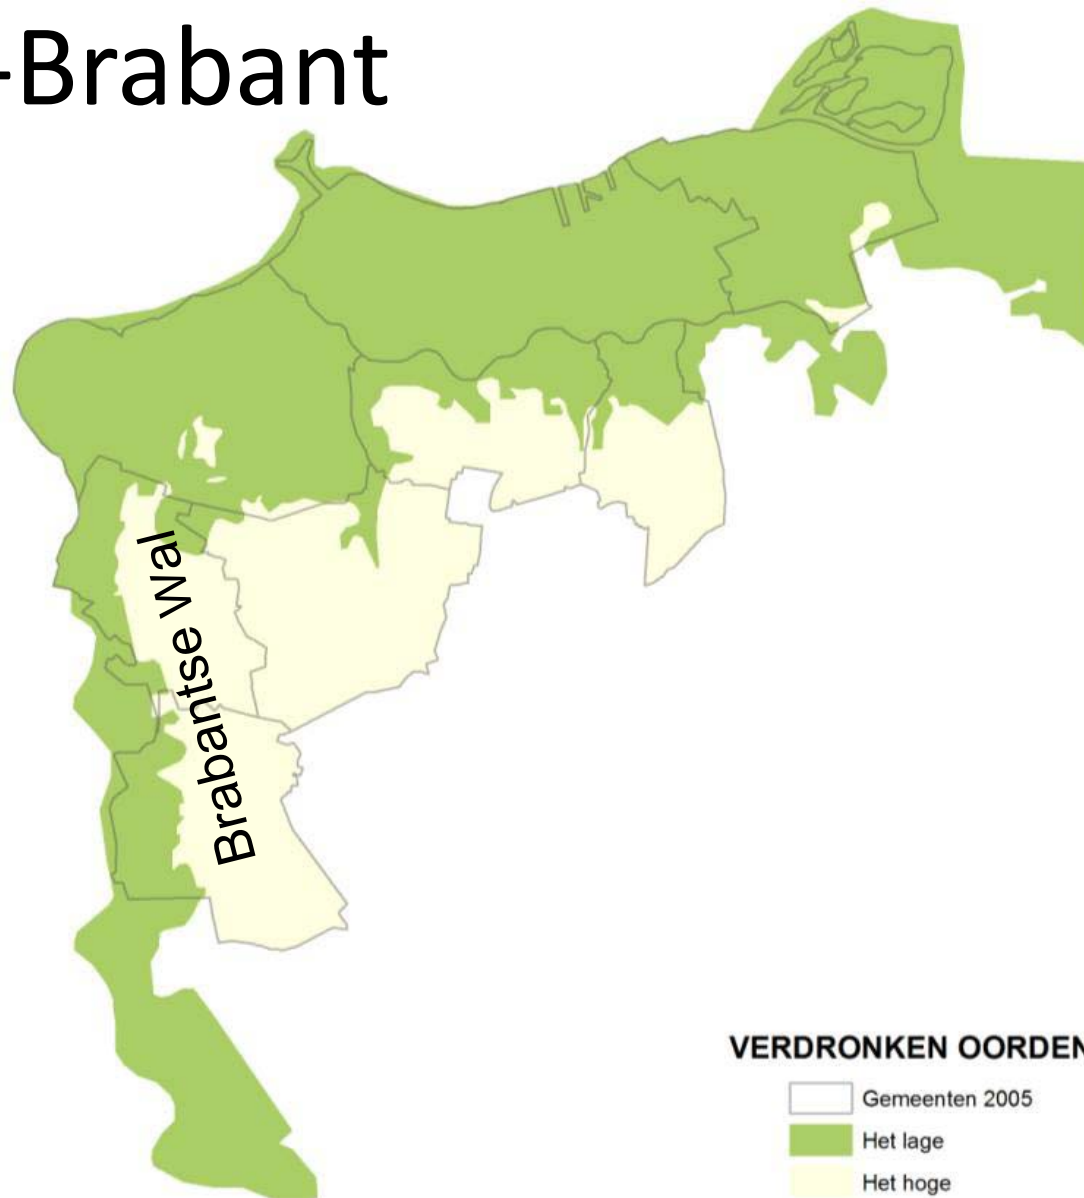 -Brabant
Brabantse Wal
VERDRONKEN OORDEN
Gemeenten 2005
Het lage
Het hoge